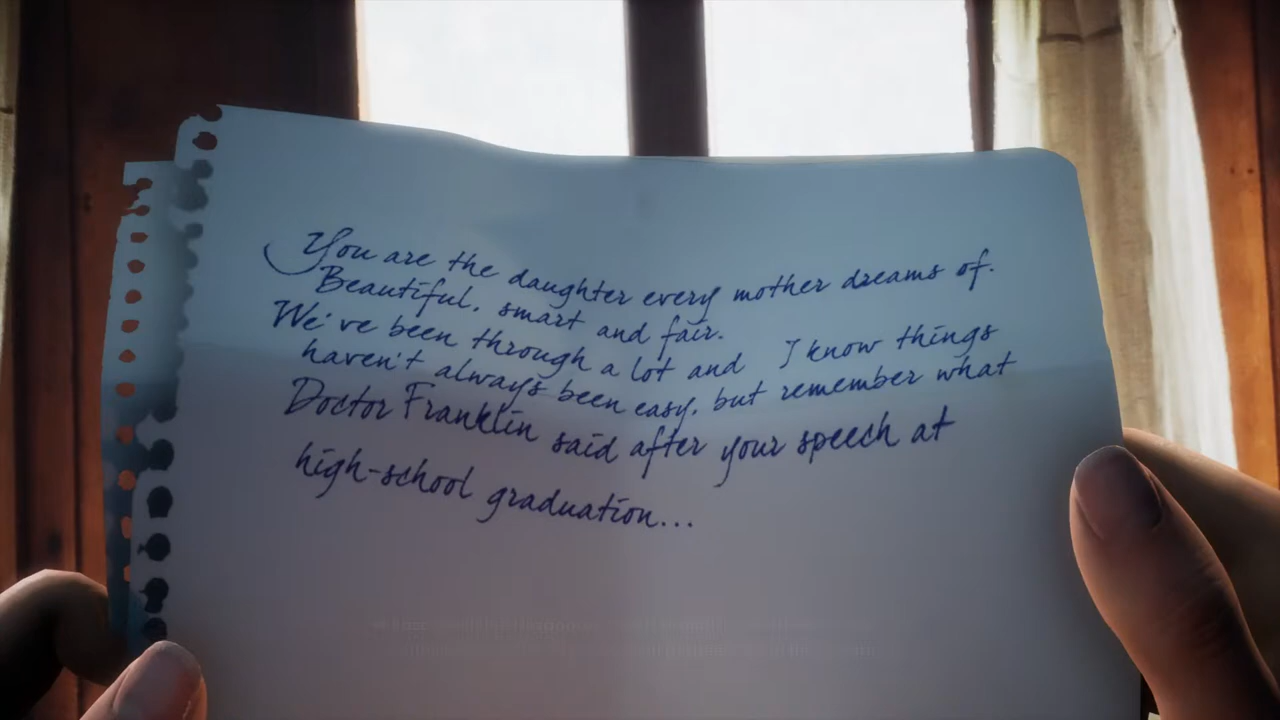 You are the daughter every mother dreams of.
Beautiful, smart and fair.
We've been through a lot and I know things
haven't always been easy, but remember what
Doctor Franklin said after your speech at
high-school graduation...